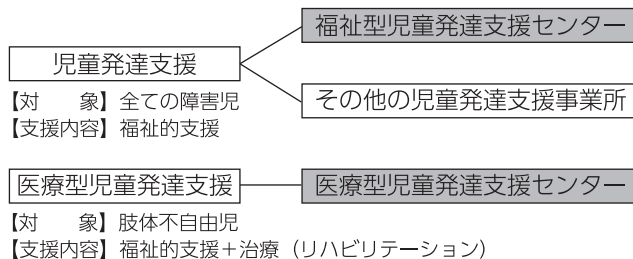 福祉型児童発達支援センター
児童発達支援
その他の児童発達支援事業所
【対　　象】全ての障害児
【支援内容】福祉的支援
医療型児童発達支援
医療型児童発達支援センター
【対　　象】肢体不自由児
【支援内容】福祉的支援＋治療（リハビリテーション）